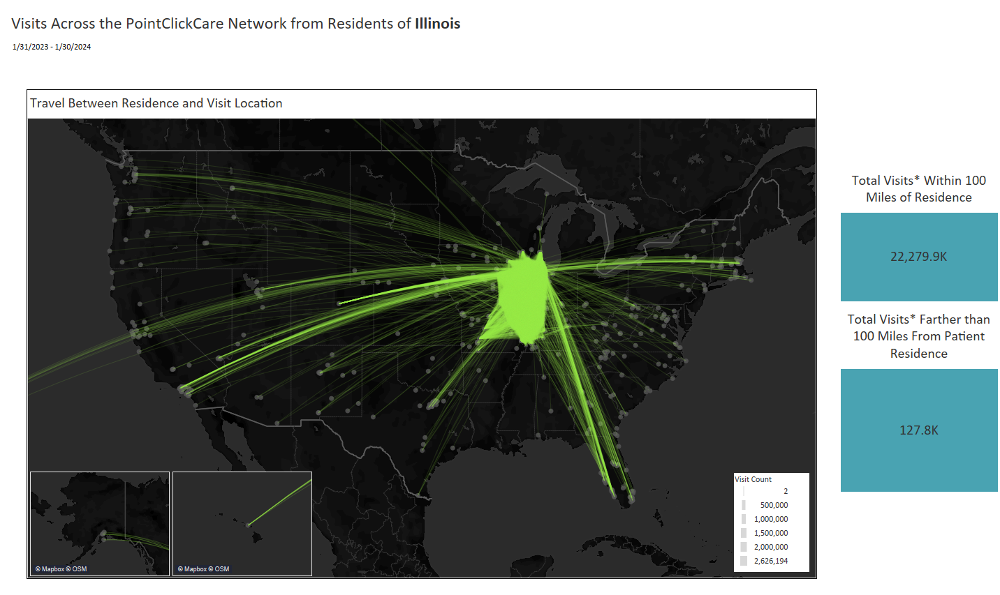 Visits Across the PointClickCare Network from Residents of Illinois
1/31/2023 - 1/30/2024
Travel Between Residence and Visit Location
Total Visits* Within 100
Miles of Residence
22,279.9K
Total Visits* Farther than
100 Miles From Patient
Residence
127.8K
Visit Count
2
500,000
1,000,000
1,500,000
2,000,000
2,626,194
© Mapbox © OSM
© Mapbox © OSM